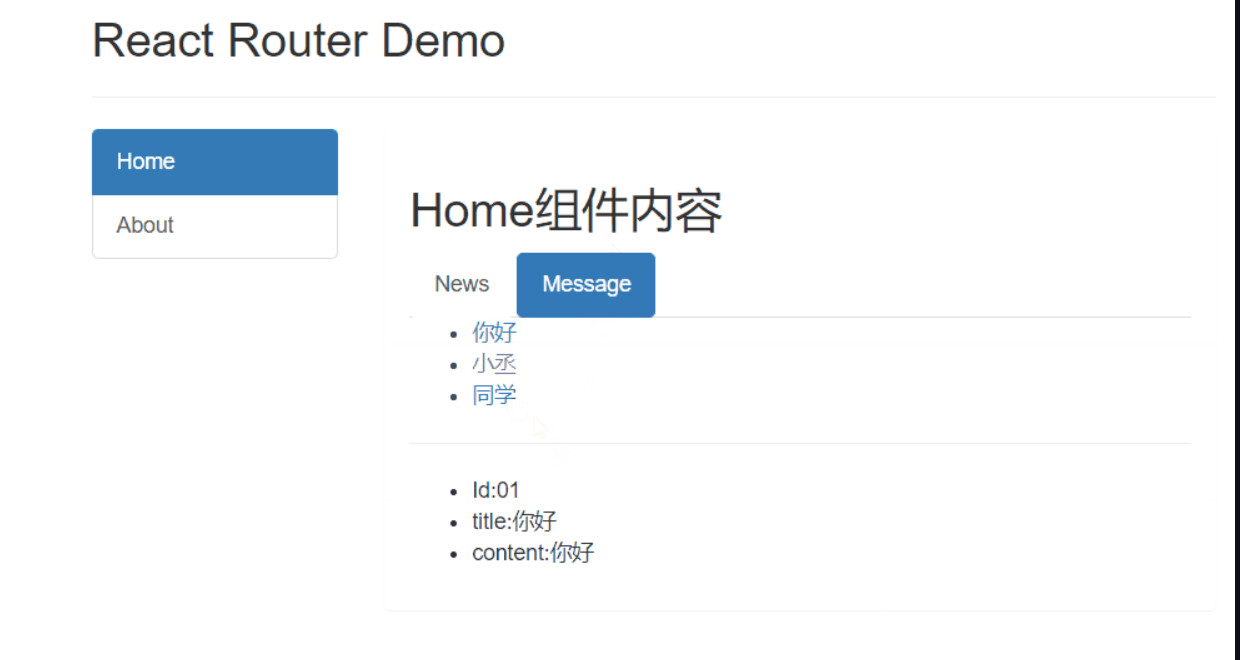 React Router Demo
Home
About
Home组件内容
News Message
你好
小丞
同学
Id:01
title:你好
content:你好